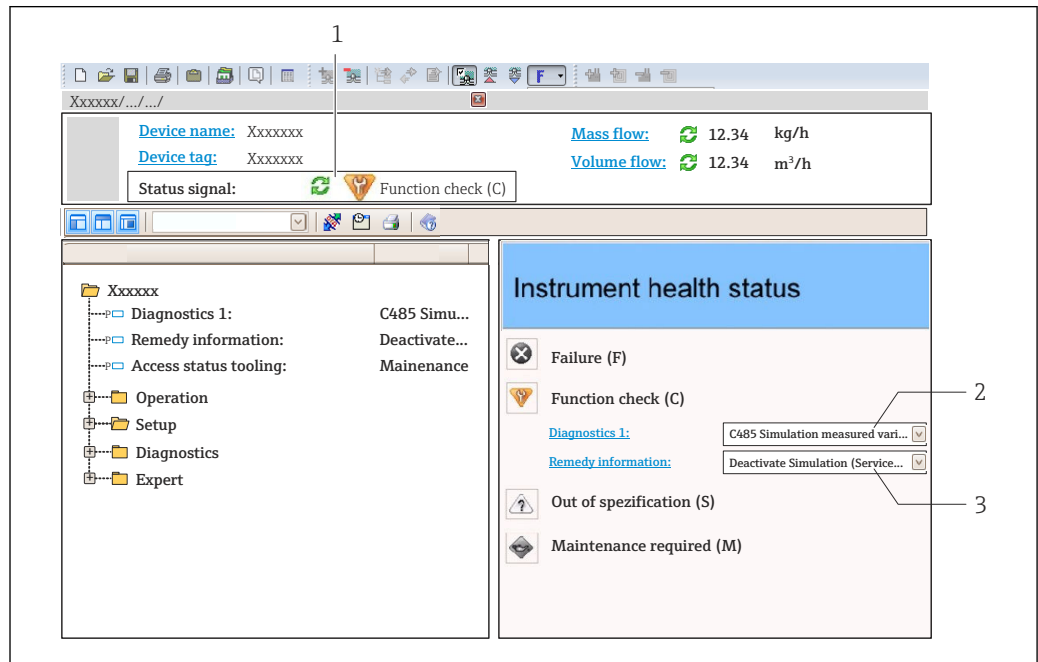 1
F
Xxxxxx/.../.../
Device name: Xxxxxxx
Mass flow: 12.34 kg/h
Device tag: Xxxxxxx
Volume flow: 12.34 m³/h
Status signal: Function check (C)
Xxxxxx
P Diagnostics 1: C485 Simu...
P Remedy information: Deactivate...
P Access status tooling: Mainenance
Operation
Setup
Diagnostics
Expert
Instrument health status
Failure (F)
Function check (C)
2
Diagnostics 1: C485 Simulation measured vari...
Remedy information: Deactivate Simulation (Service...
Out of spezification (S)
3
Maintenance required (M)